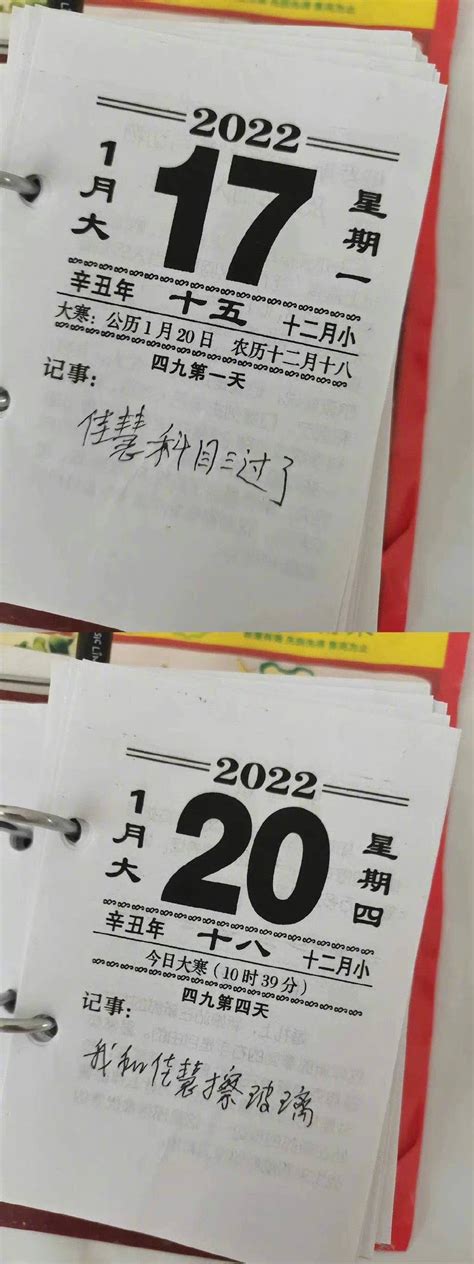 2022
1月大
17
星期一
辛丑年 十五 十二月小
大寒：公历1月20日 农历十二月十八
四九第一天
记事：
佳慧科目三过了
2022
1月大
20
星期四
辛丑年 十八 十二月小
今日大寒（10时39分）
四九第四天
记事：
我和佳慧擦玻璃